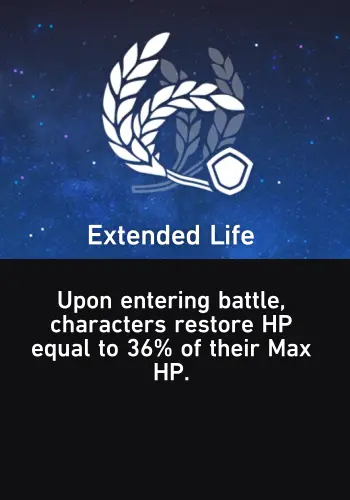 Extended Life
Upon entering battle,
characters restore HP
equal to 36% of their Max
HP.